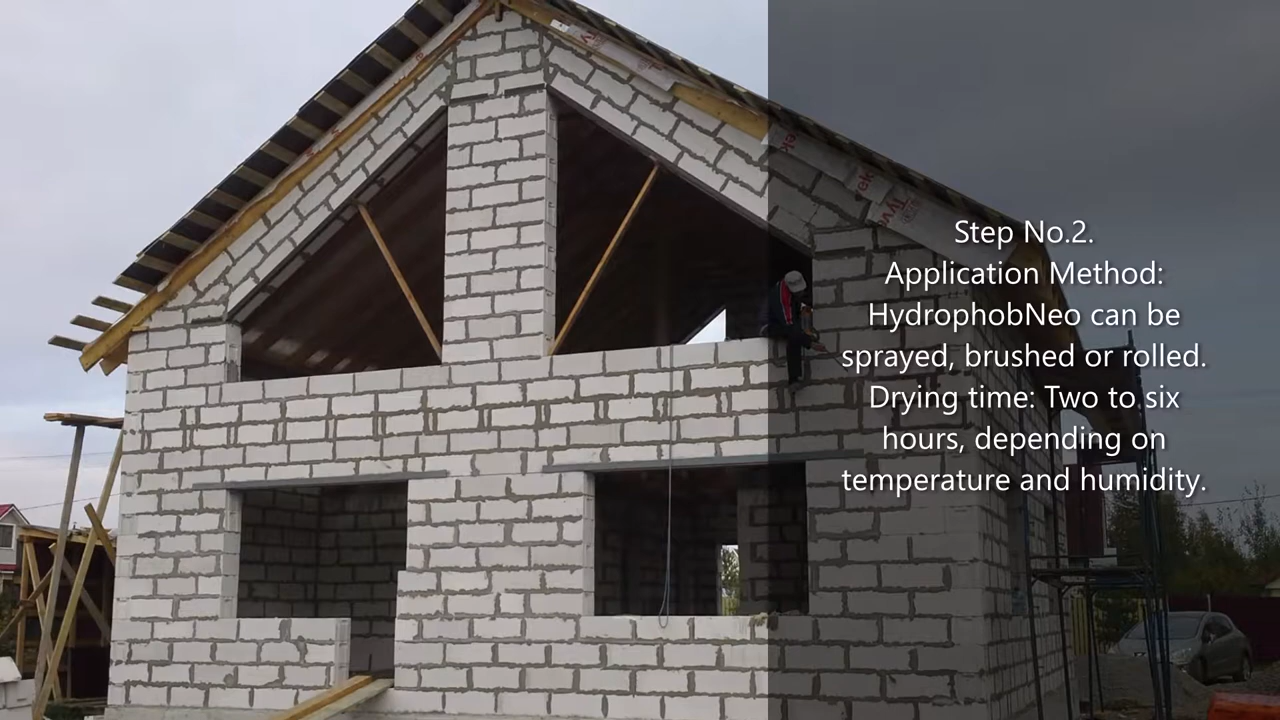 Step No.2.
Application Method:
HydrophobNeo can be
sprayed, brushed or rolled.
Drying time: Two to six
hours, depending on
temperature and humidity.